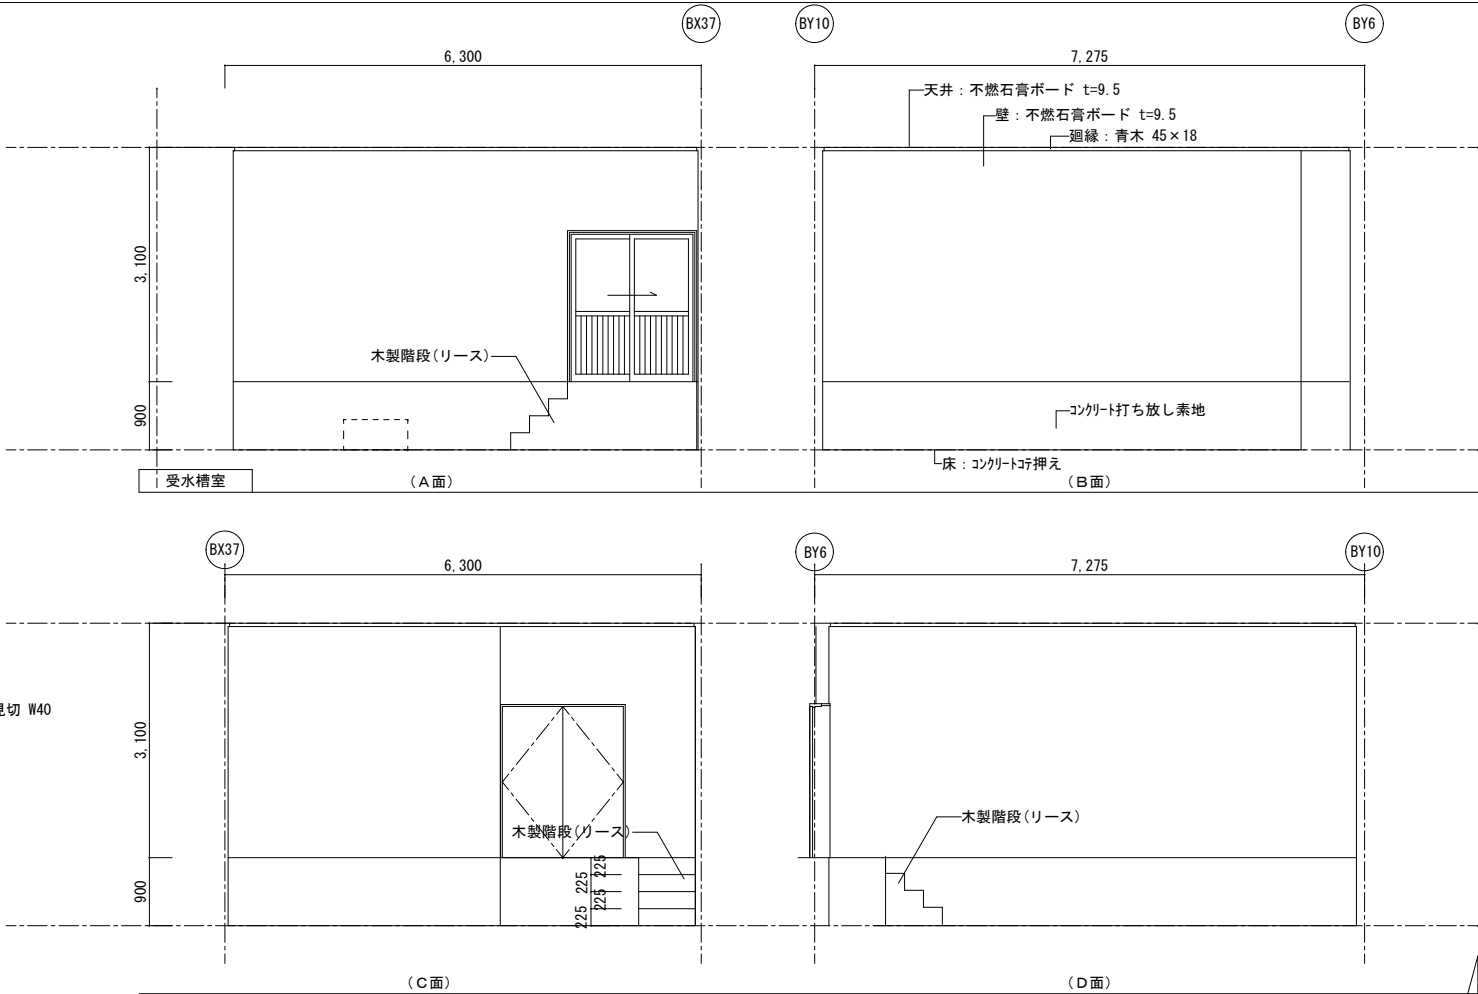 BX37
BY10
BY6
6,300
7,275
天井：不燃石膏ボード t=9.5
壁：不燃石膏ボード t=9.5
廻縁：青木 45×18
3,100
木製階段(リース)
900
コンクリート打ち放し素地
床：コンクリートコテ押え
受水槽室
(A面)
(B面)
BX37
BY6
BY10
6,300
7,275
見切 W40
3,100
木製階段(リース)
木製階段(リース)
900
225
225
225
225
(C面)
(D面)